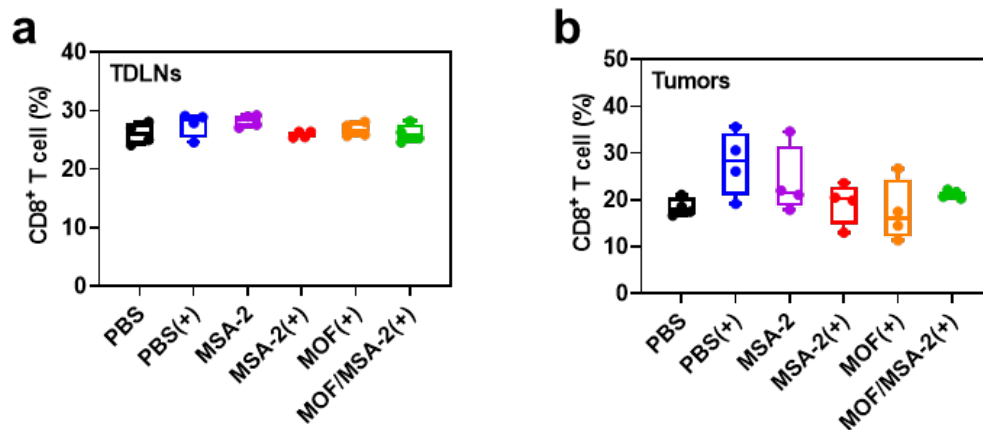 a
TDLNs
CD8+ T cell (%)
40
30
20
10
0
PBS
PBS(+)
MSA-2
MSA-2(+)
MOF(+)
MOF/MSA-2(+)
b
Tumors
CD8+ T cell (%)
50
40
30
20
10
0
PBS
PBS(+)
MSA-2
MSA-2(+)
MOF(+)
MOF/MSA-2(+)